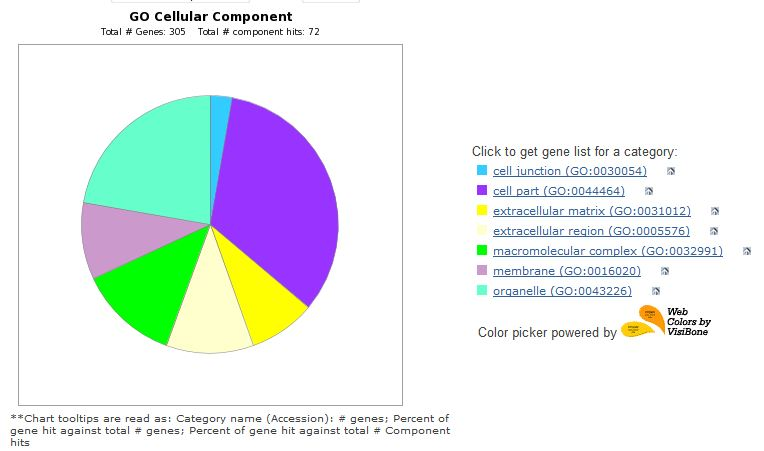 GO Cellular Component
Total # Genes: 305 Total # component hits: 72
Click to get gene list for a category:
cell junction (GO:0030054)
cell part (GO:0044464)
extracellular matrix (GO:0031012)
extracellular region (GO:0005576)
macromolecular complex (GO:0032991)
membrane (GO:0016020)
organelle (GO:0043226)
Color picker powered by
Web
Colors by
VisiBone
**Chart tooltips are read as: Category name (Accession): # genes; Percent of
gene hit against total # genes; Percent of gene hit against total # Component
hits